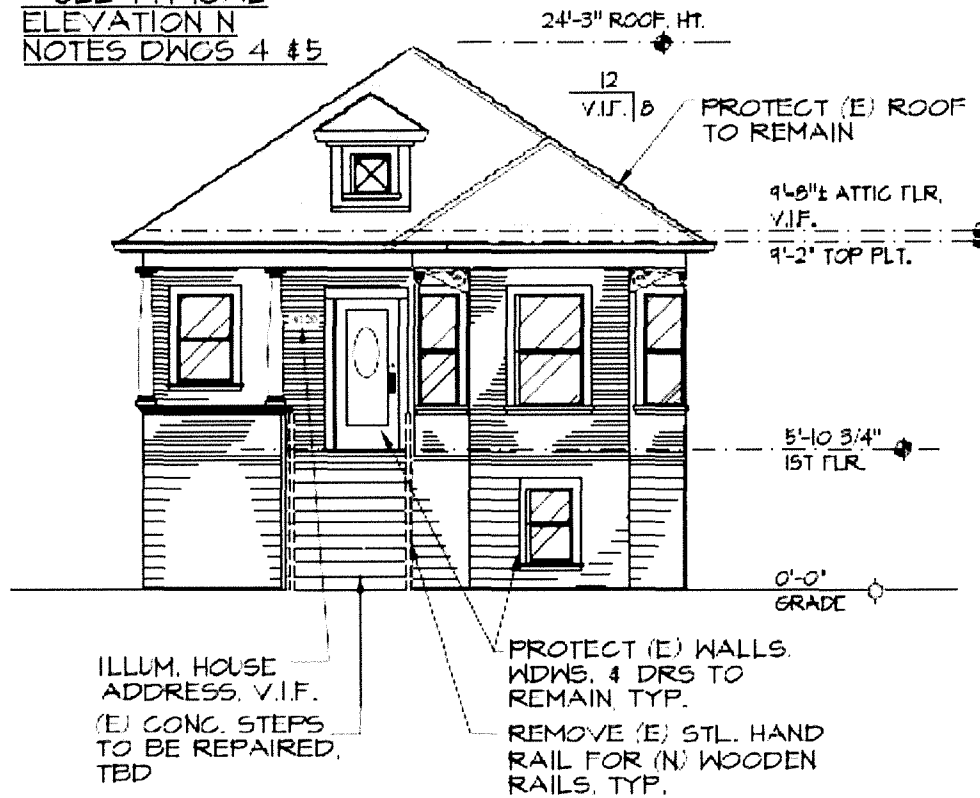 ELEVATION N
NOTES DWGS 4 & 5
24'-3" ROOF. HT.
12
V.I.F. 8
PROTECT (E) ROOF
TO REMAIN
9'-8"± ATTIC FLR,
V.I.F.
9'-2" TOP PLT.
5'-10 3/4"
1ST FLR
0'-0"
GRADE
ILLUM. HOUSE
ADDRESS, V.I.F.
(E) CONC. STEPS
TO BE REPAIRED,
TBD
PROTECT (E) WALLS,
WDWS. & DRS TO
REMAIN TYP.
REMOVE (E) STL. HAND
RAIL FOR (N) WOODEN
RAILS, TYP.